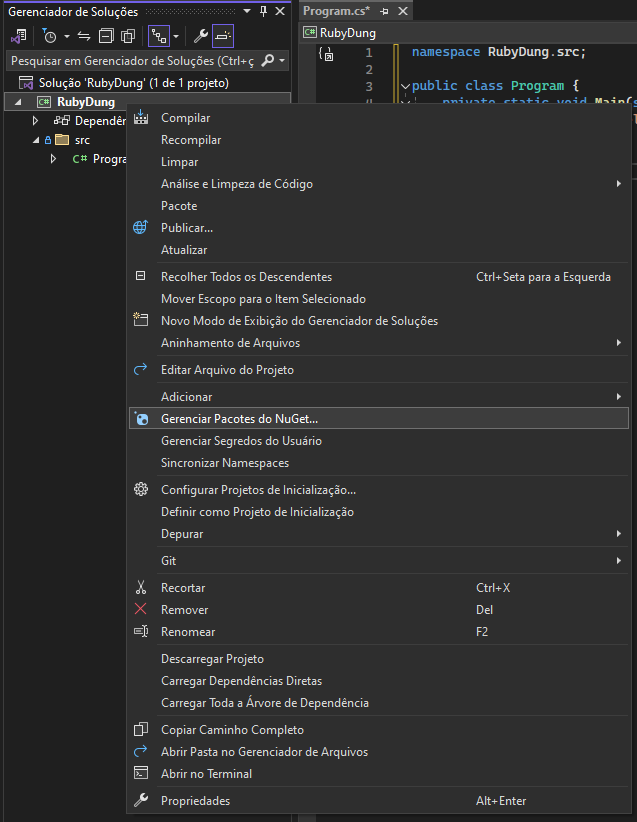 Gerenciador de Soluções
Program.cs*
RubyDung
Pesquisar em Gerenciador de Soluções (Ctrl+ç
Solução 'RubyDung' (1 de 1 projeto)
RubyDung
Dependên
src
C# Progra
1 namespace RubyDung.src;
2
3 public class Program {
4 private static void Main(s
Compilar
Recompilar
Limpar
Análise e Limpeza de Código
Pacote
Publicar...
Atualizar
Recolher Todos os Descendentes Ctrl+Seta para a Esquerda
Mover Escopo para o Item Selecionado
Novo Modo de Exibição do Gerenciador de Soluções
Aninhamento de Arquivos
Editar Arquivo do Projeto
Adicionar
Gerenciar Pacotes do NuGet...
Gerenciar Segredos do Usuário
Sincronizar Namespaces
Configurar Projetos de Inicialização...
Definir como Projeto de Inicialização
Depurar
Git
Recortar Ctrl+X
Remover Del
Renomear F2
Descarregar Projeto
Carregar Dependências Diretas
Carregar Toda a Árvore de Dependência
Copiar Caminho Completo
Abrir Pasta no Gerenciador de Arquivos
Abrir no Terminal
Propriedades Alt+Enter